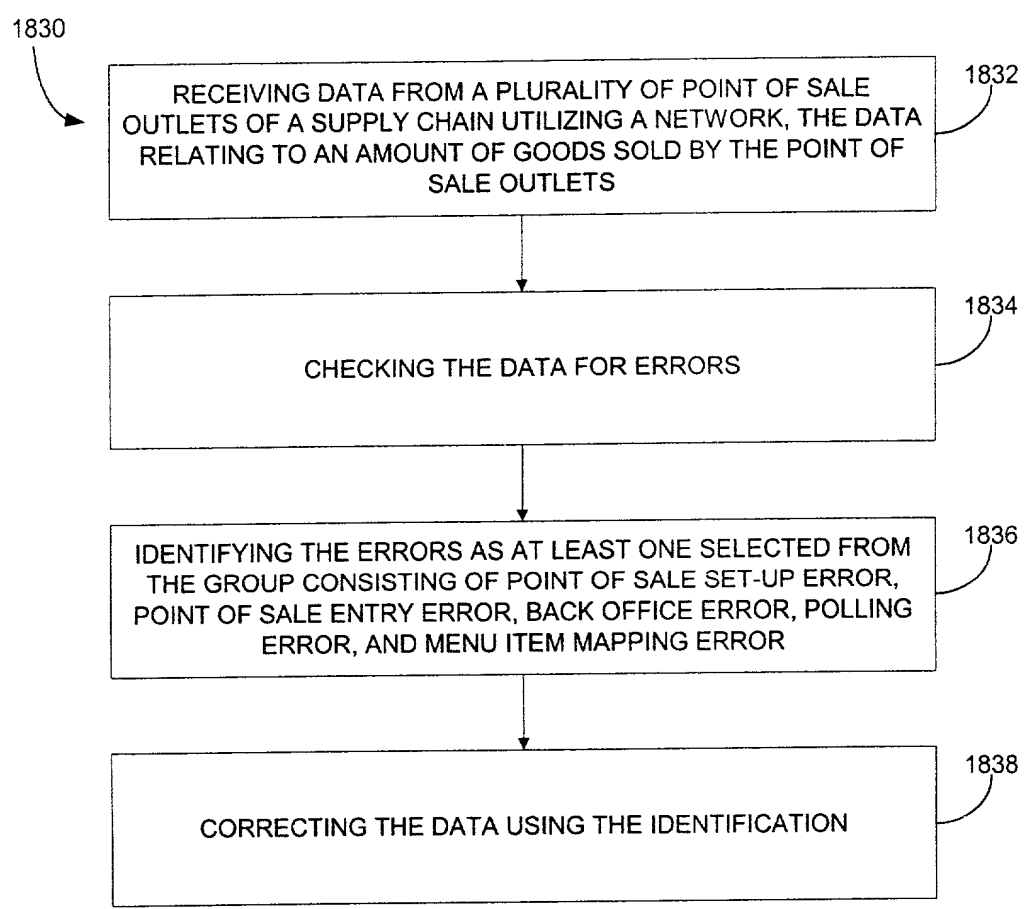 1830
1832
RECEIVING DATA FROM A PLURALITY OF POINT OF SALE
OUTLETS OF A SUPPLY CHAIN UTILIZING A NETWORK, THE DATA
RELATING TO AN AMOUNT OF GOODS SOLD BY THE POINT OF
SALE OUTLETS
1834
CHECKING THE DATA FOR ERRORS
1836
IDENTIFYING THE ERRORS AS AT LEAST ONE SELECTED FROM
THE GROUP CONSISTING OF POINT OF SALE SET-UP ERROR,
POINT OF SALE ENTRY ERROR, BACK OFFICE ERROR, POLLING
ERROR, AND MENU ITEM MAPPING ERROR
1838
CORRECTING THE DATA USING THE IDENTIFICATION